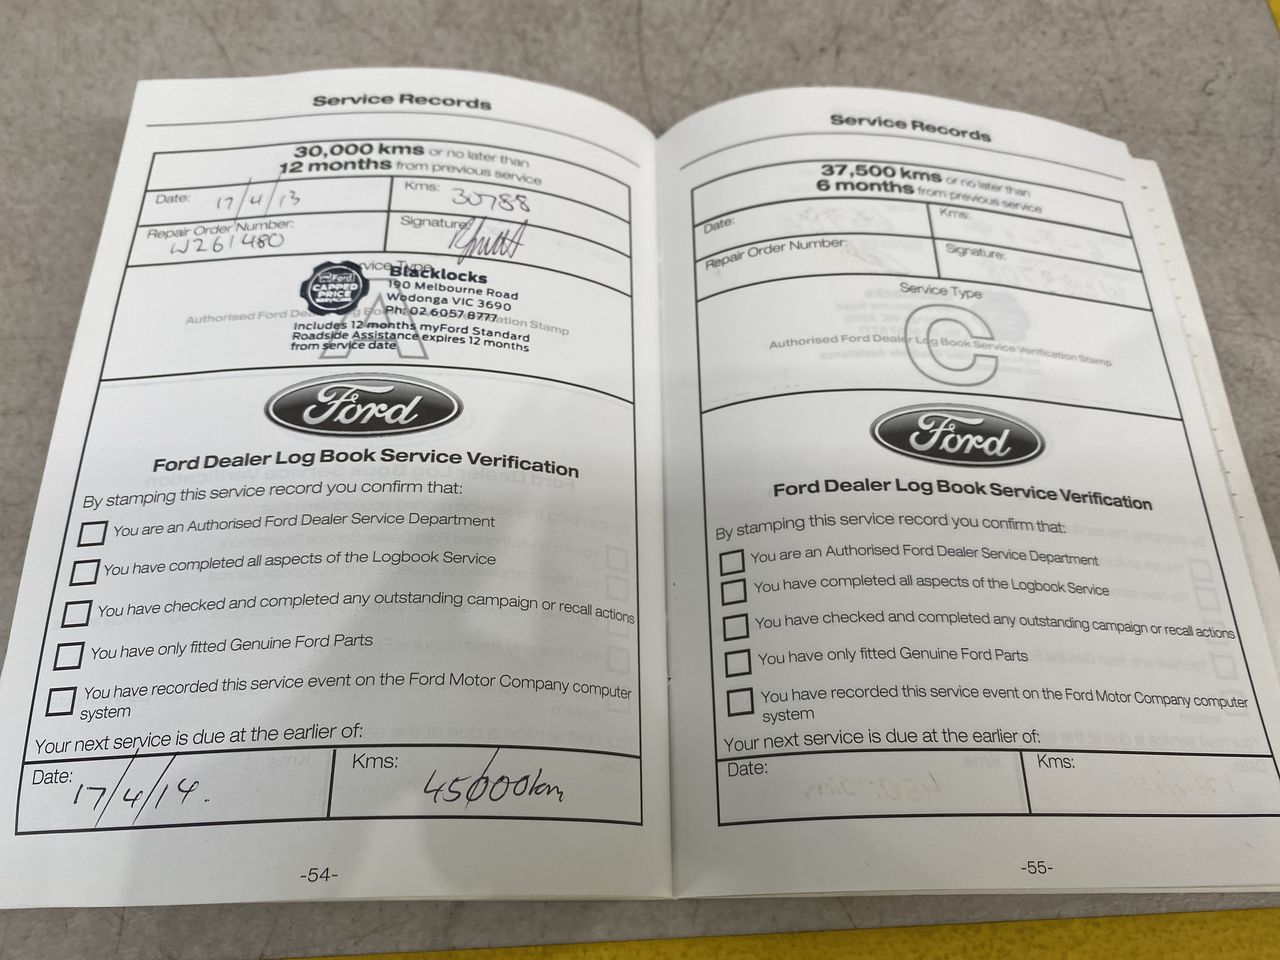 Service Records
30,000 kms or no later than
12 months from previous service
Date: 17/4/13
Kms: 30788
Repair Order Number:
W261480
Signature:
Service Type
Ford
CAPPED
PRICE
SERVICING
Blacklocks
190 Melbourne Road
Wodonga VIC 3690
Ph: 02 6057 8777
Authorised Ford Dealer Log Book Service Verification Stamp
Includes 12 months myFord Standard
Roadside Assistance expires 12 months
from service date
A
Ford
Ford Dealer Log Book Service Verification
By stamping this service record you confirm that:
You are an Authorised Ford Dealer Service Department
You have completed all aspects of the Logbook Service
You have checked and completed any outstanding campaign or recall actions
You have only fitted Genuine Ford Parts
You have recorded this service event on the Ford Motor Company computer
system
Your next service is due at the earlier of:
Date: 17/4/14.
Kms: 45000km
-54-
Service Records
37,500 kms or no later than
6 months from previous service
Date:
Kms:
Repair Order Number:
Signature:
Service Type
C
Authorised Ford Dealer Log Book Service Verification Stamp
Ford
Ford Dealer Log Book Service Verification
By stamping this service record you confirm that:
You are an Authorised Ford Dealer Service Department
You have completed all aspects of the Logbook Service
You have checked and completed any outstanding campaign or recall actions
You have only fitted Genuine Ford Parts
You have recorded this service event on the Ford Motor Company computer
system
Your next service is due at the earlier of:
Date:
Kms:
-55-